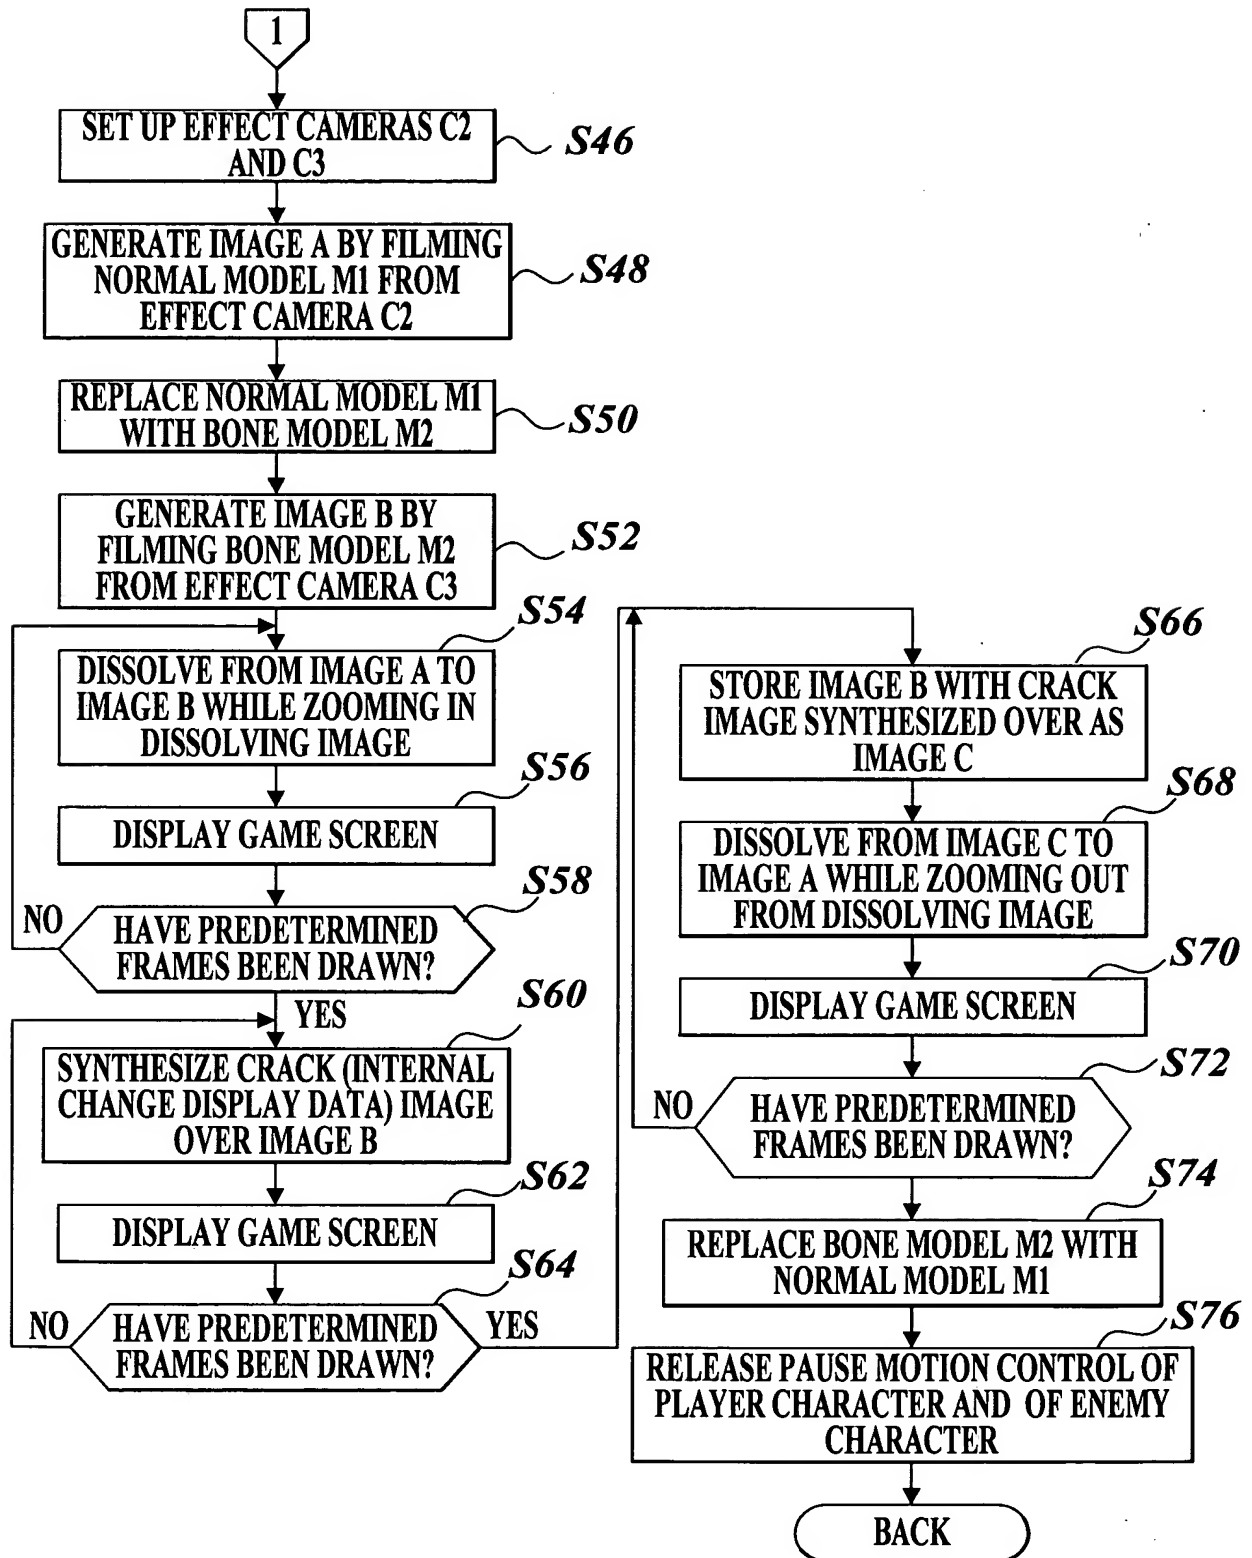 1
SET UP EFFECT CAMERAS C2
AND C3
S46
GENERATE IMAGE A BY FILMING
NORMAL MODEL M1 FROM
EFFECT CAMERA C2
S48
REPLACE NORMAL MODEL M1
WITH BONE MODEL M2
S50
GENERATE IMAGE B BY
FILMING BONE MODEL M2
FROM EFFECT CAMERA C3
S52
S54
DISSOLVE FROM IMAGE A TO
IMAGE B WHILE ZOOMING IN
DISSOLVING IMAGE
S56
DISPLAY GAME SCREEN
S58
NO
HAVE PREDETERMINED
FRAMES BEEN DRAWN?
YES
S60
SYNTHESIZE CRACK (INTERNAL
CHANGE DISPLAY DATA) IMAGE
OVER IMAGE B
S62
DISPLAY GAME SCREEN
S64
NO
HAVE PREDETERMINED
FRAMES BEEN DRAWN?
YES
S66
STORE IMAGE B WITH CRACK
IMAGE SYNTHESIZED OVER AS
IMAGE C
S68
DISSOLVE FROM IMAGE C TO
IMAGE A WHILE ZOOMING OUT
FROM DISSOLVING IMAGE
S70
DISPLAY GAME SCREEN
S72
NO
HAVE PREDETERMINED
FRAMES BEEN DRAWN?
S74
REPLACE BONE MODEL M2 WITH
NORMAL MODEL M1
S76
RELEASE PAUSE MOTION CONTROL OF
PLAYER CHARACTER AND OF ENEMY
CHARACTER
BACK